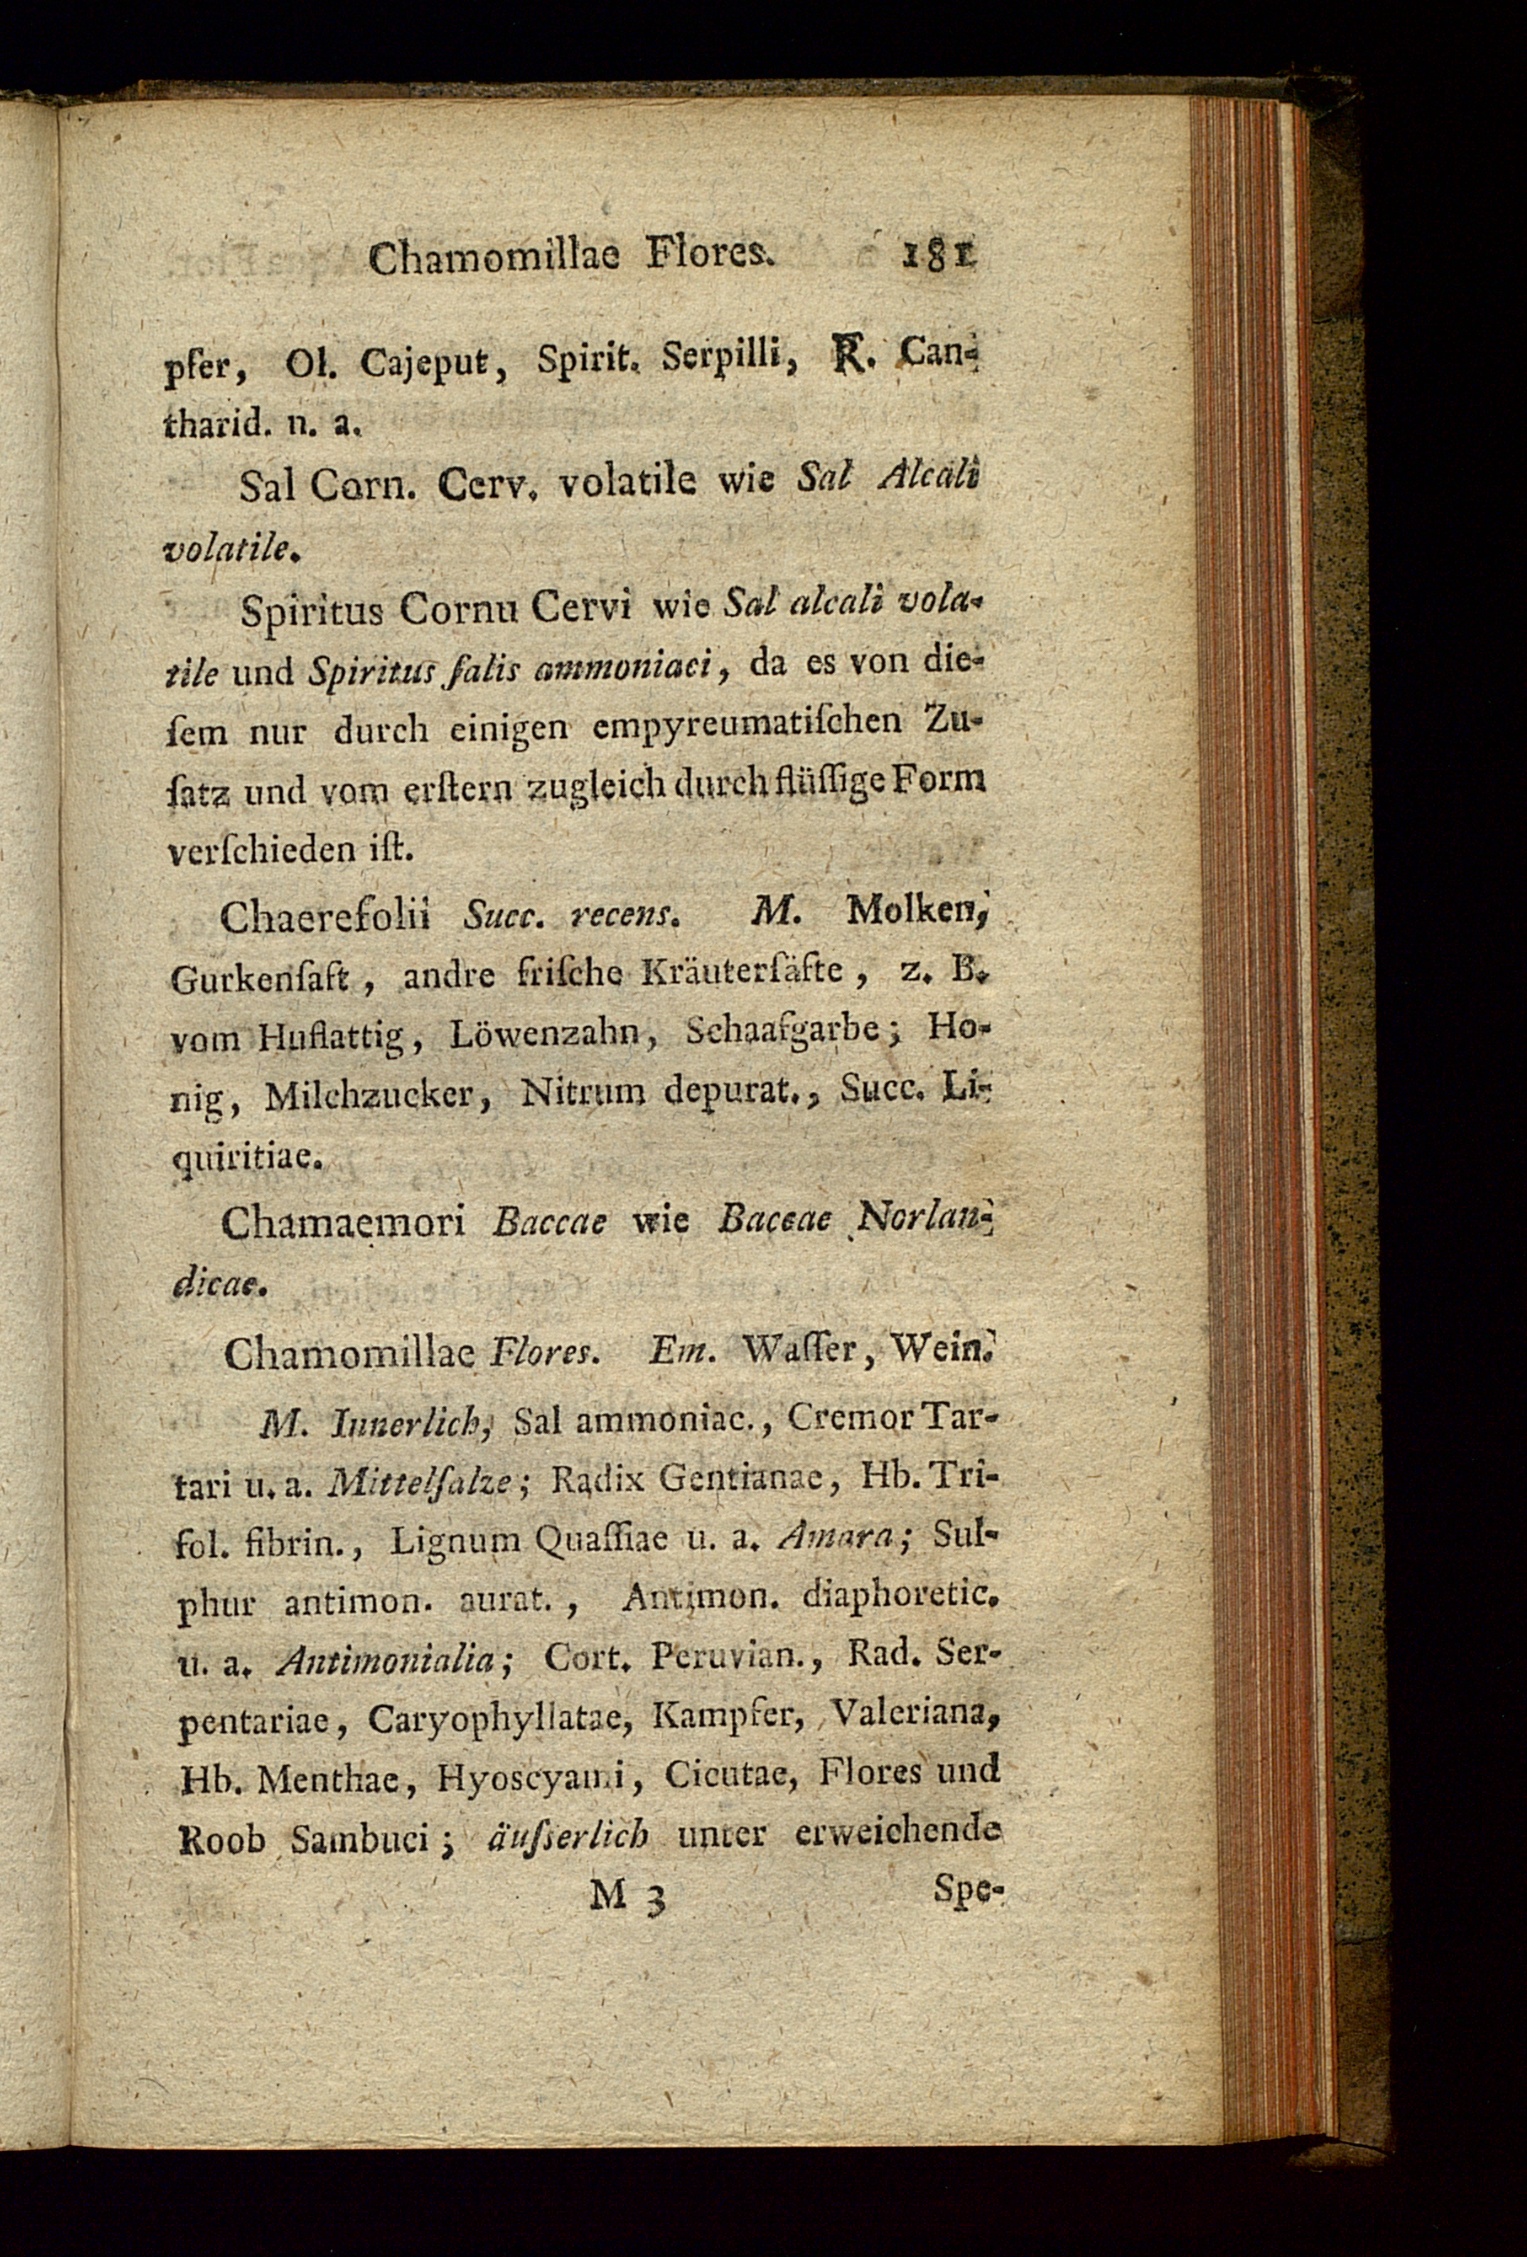 Chamomillae Flores. 181
pfer, Ol. Cajeput, Spirit. Serpilli, R. Can-
tharid. n. a.
Sal Corn. Cerv. volatile wie Sal Alcali
volatile.
Spiritus Cornu Cervi wie Sal alcali vola-
tile und Spiritus ſalis ammoniaci, da es von die-
ſem nur durch einigen empyreumatiſchen Zu-
ſatz und vom erſtern zugleich durch flüſſige Form
verſchieden iſt.
Chaerefolii Succ. recens. M. Molken,
Gurkenſaft, andre friſche Kräuterſäfte, z. B.
vom Huflattig, Löwenzahn, Schaafgarbe; Ho-
nig, Milchzucker, Nitrum depurat., Succ. Li-
quiritiae.
Chamaemori Baccae wie Baccae Norlan-
dicae.
Chamomillae Flores. Em. Waſſer, Wein.
M. Innerlich, Sal ammoniac., Cremor Tar-
tari u. a. Mittelſalze; Radix Gentianae, Hb. Tri-
fol. fibrin., Lignum Quaſſiae u. a. Amara; Sul-
phur antimon. aurat., Antimon. diaphoretic.
u. a. Antimonialia; Cort. Peruvian., Rad. Ser-
pentariae, Caryophyllatae, Kampfer, Valeriana,
Hb. Menthae, Hyoscyami, Cicutae, Flores und
Roob Sambuci; äuſserlich unter erweichende
M 3 Spe-